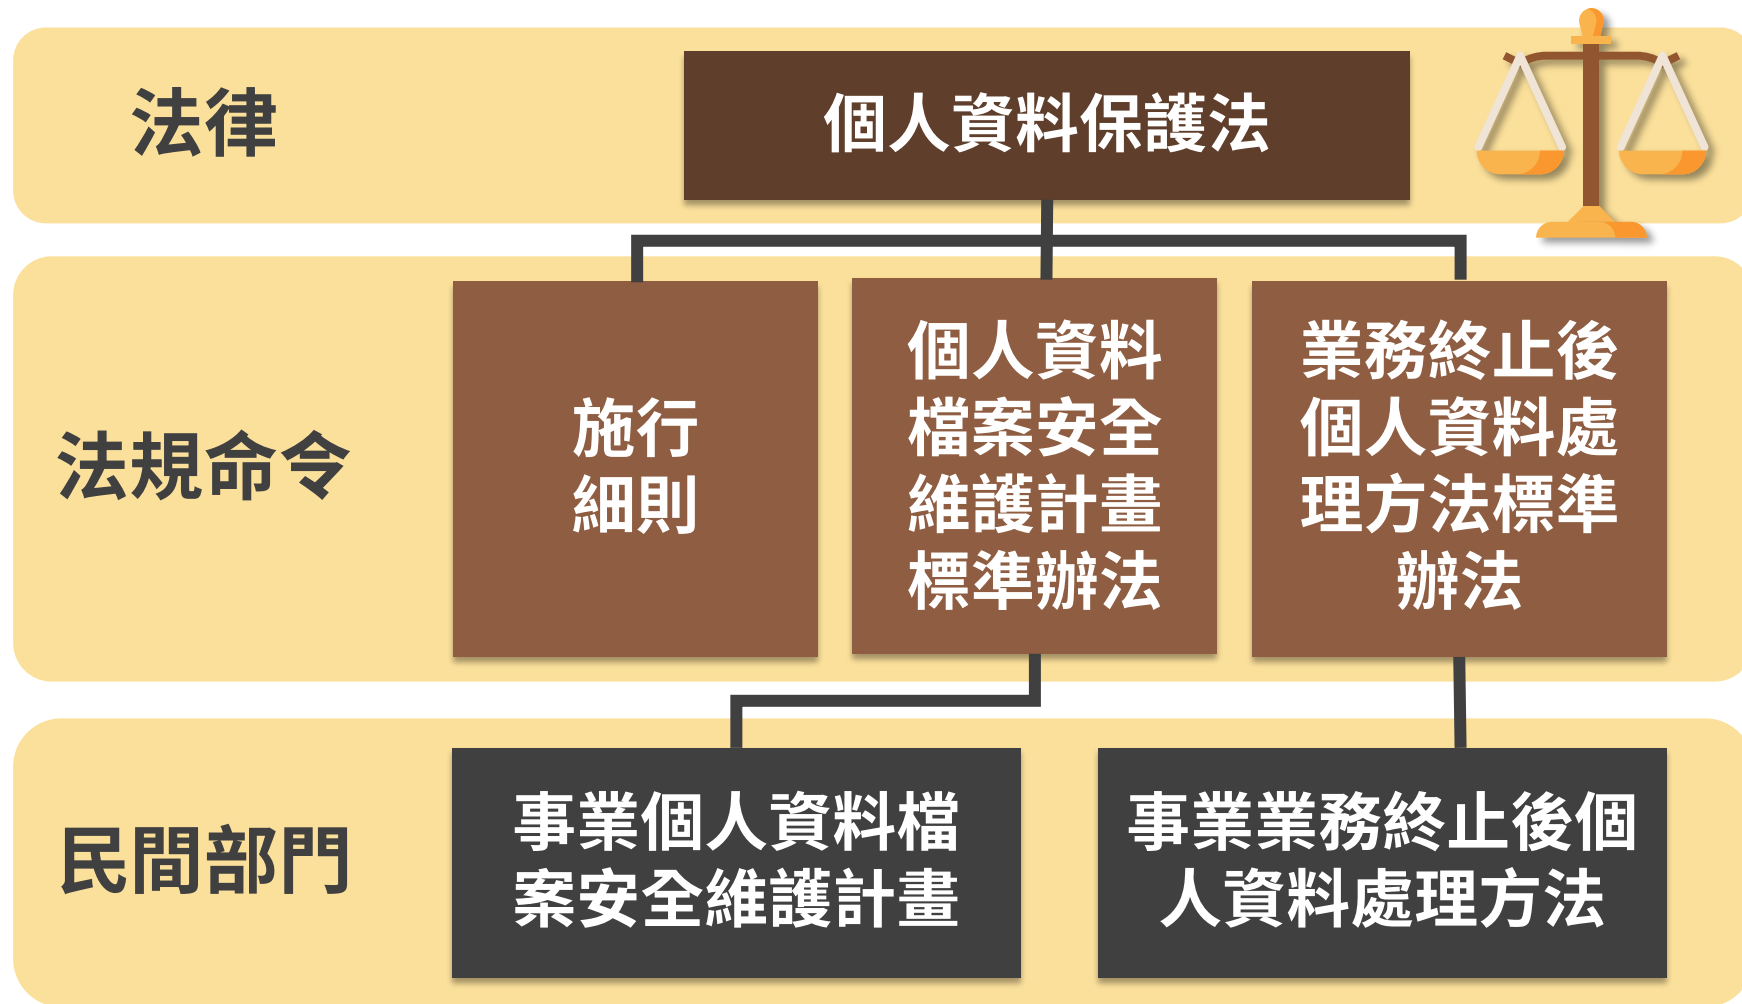 法律
個人資料保護法
法規命令
施行
細則
個人資料
檔案安全
維護計畫
標準辦法
業務終止後
個人資料處
理方法標準
辦法
民間部門
事業個人資料檔
案安全維護計畫
事業業務終止後個
人資料處理方法